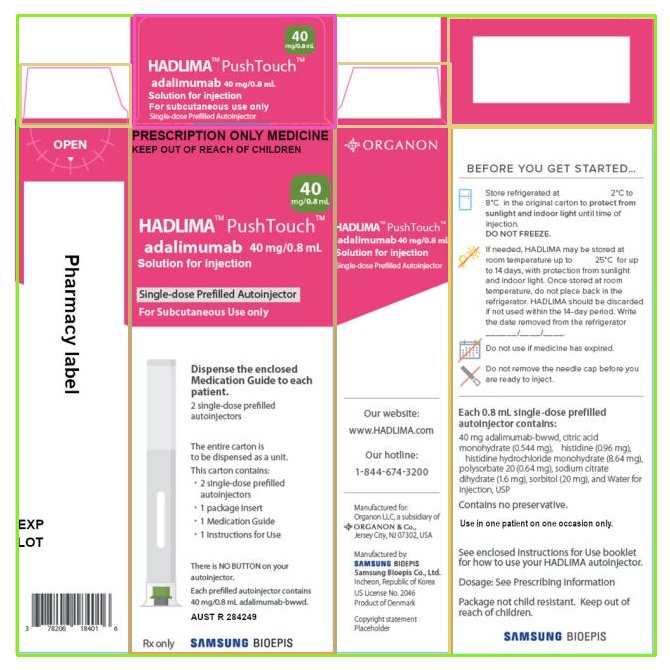 40
mg/0.8 mL
HADLIMA™ PushTouch™
adalimumab 40 mg/0.8 mL
Solution for injection
For subcutaneous use only
Single-dose Prefilled Autoinjector
OPEN
Pharmacy label
EXP
LOT
3 78206 18401 6
PRESCRIPTION ONLY MEDICINE
KEEP OUT OF REACH OF CHILDREN
40
mg/0.8 mL
HADLIMA™ PushTouch™
adalimumab 40 mg/0.8 mL
Solution for injection
Single-dose Prefilled Autoinjector
For Subcutaneous Use only
Dispense the enclosed
Medication Guide to each
patient.
2 single-dose prefilled
autoinjectors
The entire carton is
to be dispensed as a unit.
This carton contains:
· 2 single-dose prefilled
autoinjectors
· 1 package insert
· 1 Medication Guide
· 1 Instructions for Use
There is NO BUTTON on your
autoinjector.
Each prefilled autoinjector contains
40 mg/0.8 mL adalimumab-bwwd.
AUST R 284249
Rx only SAMSUNG BIOEPIS
ORGANON
HADLIMA™ PushTouch™
adalimumab 40 mg/0.8 mL
Solution for injection
Single-dose Prefilled Autoinjector
Our website:
www.HADLIMA.com
Our hotline:
1-844-674-3200
Manufactured for:
Organon LLC, a subsidiary of
ORGANON & Co.,
Jersey City, NJ 07302, USA
Manufactured by:
SAMSUNG BIOEPIS
Samsung Bioepis Co., Ltd.
Incheon, Republic of Korea
US License No. 2046
Product of Denmark
Copyright statement
Placeholder
BEFORE YOU GET STARTED...
Store refrigerated at 2°C to
8°C in the original carton to protect from
sunlight and indoor light until time of
injection.
DO NOT FREEZE.
If needed, HADLIMA may be stored at
room temperature up to 25°C for up
to 14 days, with protection from sunlight
and indoor light. Once stored at room
temperature, do not place back in the
refrigerator. HADLIMA should be discarded
if not used within the 14-day period. Write
the date removed from the refrigerator
______/____/____.
Do not use if medicine has expired.
Do not remove the needle cap before you
are ready to inject.
Each 0.8 mL single-dose prefilled
autoinjector contains:
40 mg adalimumab-bwwd, citric acid
monohydrate (0.544 mg), histidine (0.96 mg),
histidine hydrochloride monohydrate (8.64 mg),
polysorbate 20 (0.64 mg), sodium citrate
dihydrate (1.6 mg), sorbitol (20 mg), and Water for
Injection, USP
Contains no preservative.
Use in one patient on one occasion only.
See enclosed Instructions for Use booklet
for how to use your HADLIMA autoinjector.
Dosage: See Prescribing Information
Package not child resistant. Keep out of
reach of children.
SAMSUNG BIOEPIS